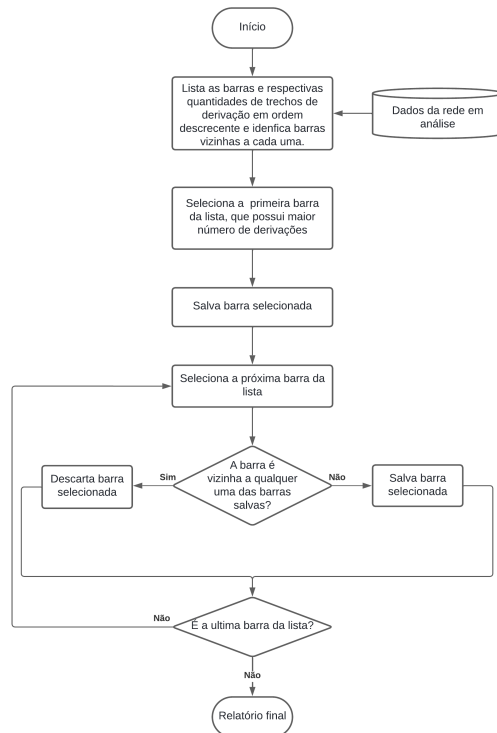 Início
Lista as barras e respectivas
quantidades de trechos de
derivação em ordem
descrecente e idenfica barras
vizinhas a cada uma.
Dados da rede em
análise
Seleciona a primeira barra
da lista, que possui maior
número de derivações
Salva barra selecionada
Seleciona a próxima barra da
lista
A barra é
vizinha a qualquer
uma das barras
salvas?
Sim
Não
Descarta barra
selecionada
Salva barra
selecionada
É a ultima barra da lista?
Não
Não
Relatório final